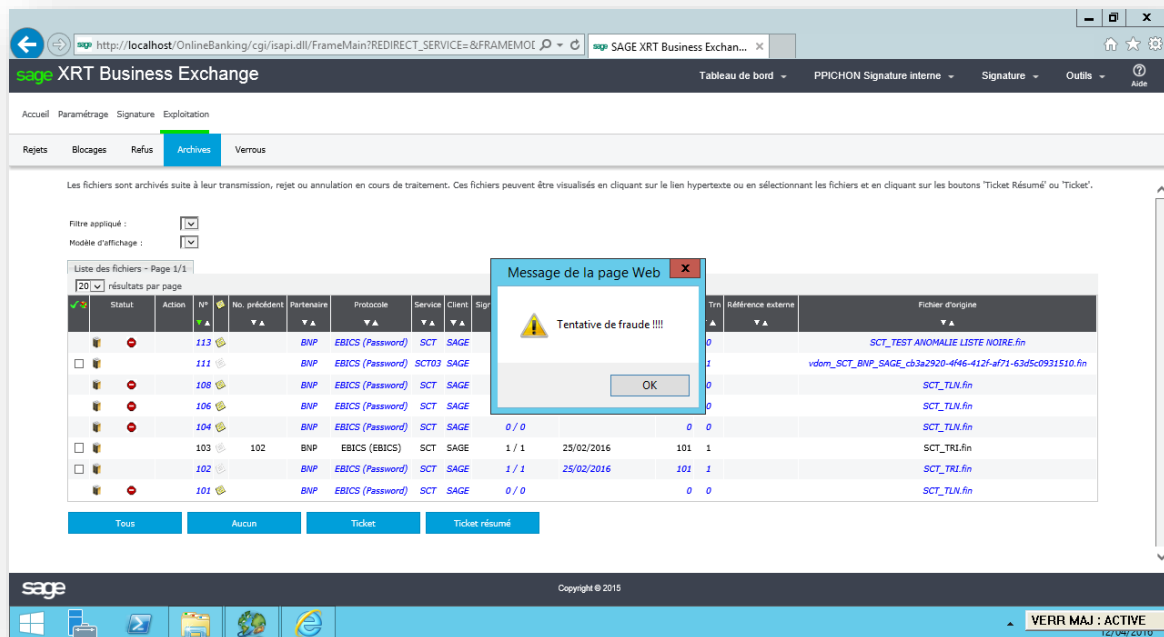 http://localhost/OnlineBanking/cgi/isapi.dll/FrameMain?REDIRECT_SERVICE=&FRAMEMOI
sage SAGE XRT Business Exchan...
sage XRT Business Exchange
Tableau de bord PPICHON Signature interne Signature Outils Aide
Accueil Paramétrage Signature Exploitation
Rejets Blocages Refus Archives Verrous
Les fichiers sont archivés suite à leur transmission, rejet ou annulation en cours de traitement. Ces fichiers peuvent être visualisés en cliquant sur le lien hypertexte ou en sélectionnant les fichiers et en cliquant sur les boutons 'Ticket Résumé' ou 'Ticket'.
Filtre appliqué :
Modèle d'affichage :
Liste des fichiers - Page 1/1
20 résultats par page
Message de la page Web
Tentative de fraude !!!!
OK
Statut Action N° No. précédent Partenaire Protocole Service Client Trn Référence externe Fichier d'origine
113 BNP EBICS (Password) SCT SAGE 0 SCT_TEST ANOMALIE LISTE NOIRE.fin
111 BNP EBICS (Password) SCT03 SAGE 1 vdom_SCT_BNP_SAGE_cb3a2920-4f46-412f-af71-63d5c0931510.fin
108 BNP EBICS (Password) SCT SAGE 0 SCT_TLN.fin
106 BNP EBICS (Password) SCT SAGE 0 SCT_TLN.fin
104 BNP EBICS (Password) SCT SAGE 0 / 0 0 0 SCT_TLN.fin
103 102 BNP EBICS (EBICS) SCT SAGE 1 / 1 25/02/2016 101 1 SCT_TRI.fin
102 BNP EBICS (Password) SCT SAGE 1 / 1 25/02/2016 101 1 SCT_TRI.fin
101 BNP EBICS (Password) SCT SAGE 0 / 0 0 0 SCT_TLN.fin
Tous Aucun Ticket Ticket résumé
sage Copyright © 2015
VERR MAJ : ACTIVE
12/04/2016